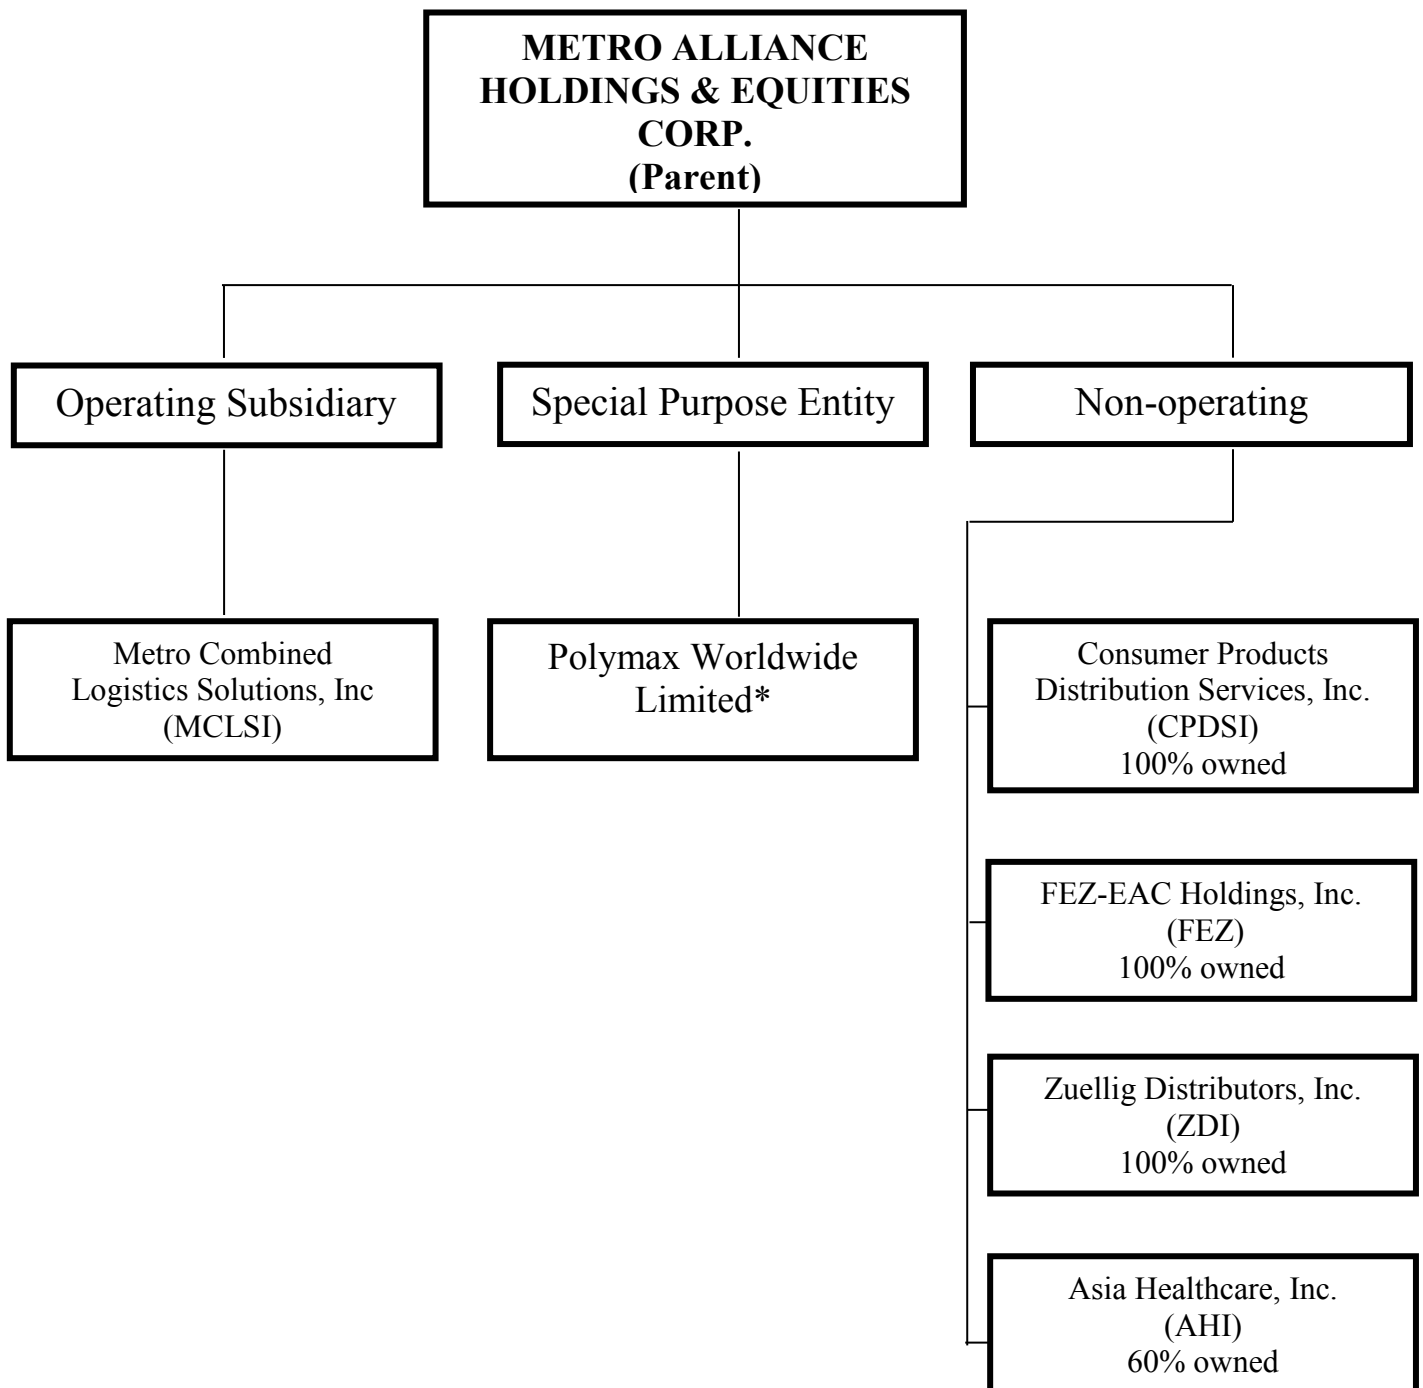 METRO ALLIANCE
HOLDINGS & EQUITIES
CORP.
(Parent)
Operating Subsidiary
Special Purpose Entity
Non-operating
Metro Combined
Logistics Solutions, Inc
(MCLSI)
Polymax Worldwide
Limited*
Consumer Products
Distribution Services, Inc.
(CPDSI)
100% owned
FEZ-EAC Holdings, Inc.
(FEZ)
100% owned
Zuellig Distributors, Inc.
(ZDI)
100% owned
Asia Healthcare, Inc.
(AHI)
60% owned